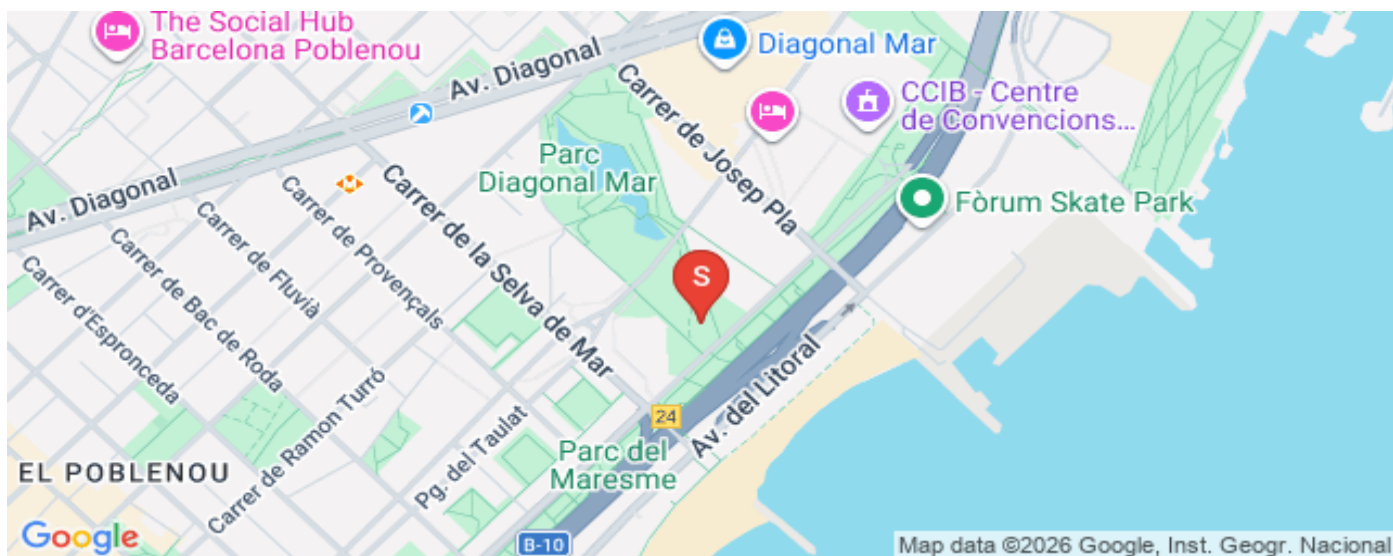 The Social Hub
Barcelona Poblenou
Av. Diagonal
Diagonal Mar
Carrer de Josep Pla
CCIB - Centre
de Convencions...
Parc
Diagonal Mar
Av. Diagonal
Carrer de la Selva de Mar
Fòrum Skate Park
Carrer de Provençals
Carrer de Fluvià
Carrer de Bac de Roda
Carrer d'Espronceda
S
Carrer de Ramon Turró
Pg. del Taulat
24
Av. del Litoral
Parc del
Maresme
EL POBLENOU
Google
B-10
Map data ©2026 Google, Inst. Geogr. Nacional